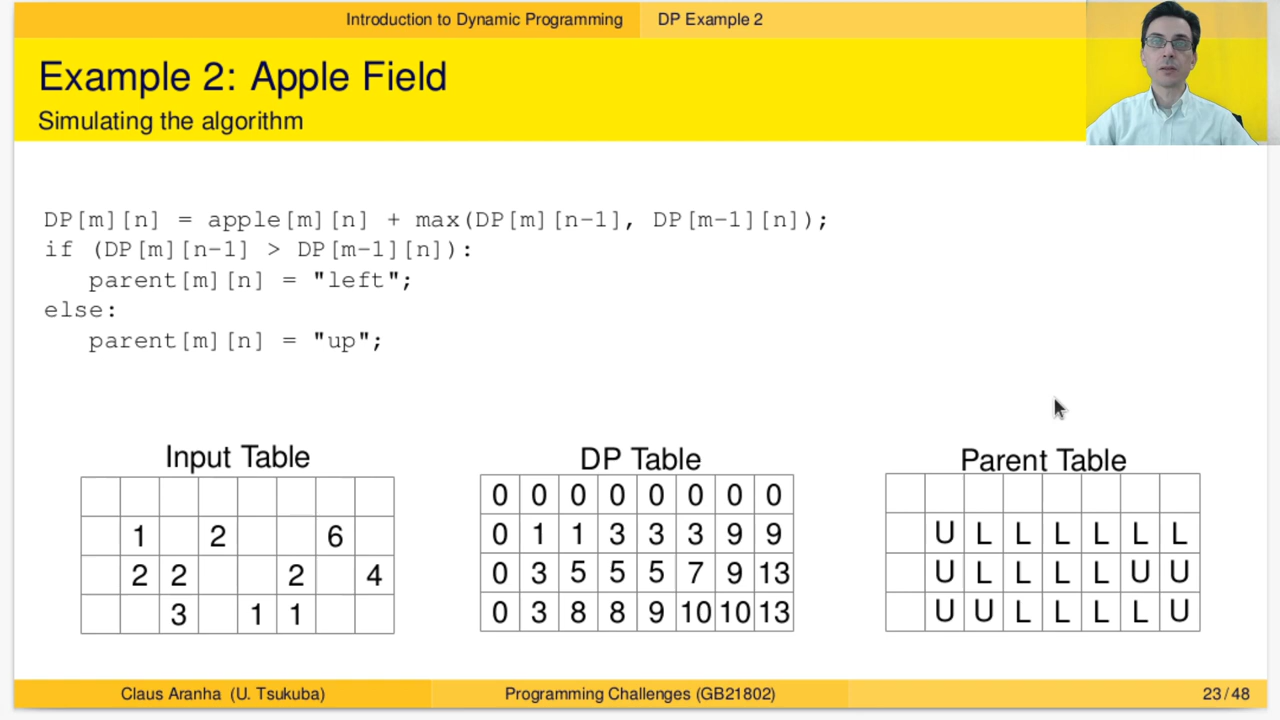 Introduction to Dynamic Programming DP Example 2
Example 2: Apple Field
Simulating the algorithm
DP[m][n] = apple[m][n] + max(DP[m][n-1], DP[m-1][n]);
if (DP[m][n-1] > DP[m-1][n]):
parent[m][n] = "left";
else:
parent[m][n] = "up";
Input Table
1 2 6
2 2 2 4
3 1 1
DP Table
0 0 0 0 0 0 0 0
0 1 1 3 3 3 9 9
0 3 5 5 5 7 9 13
0 3 8 8 9 10 10 13
Parent Table
U L L L L L L
U L L L L U U
U U L L L L U
Claus Aranha (U. Tsukuba) Programming Challenges (GB21802) 23 / 48